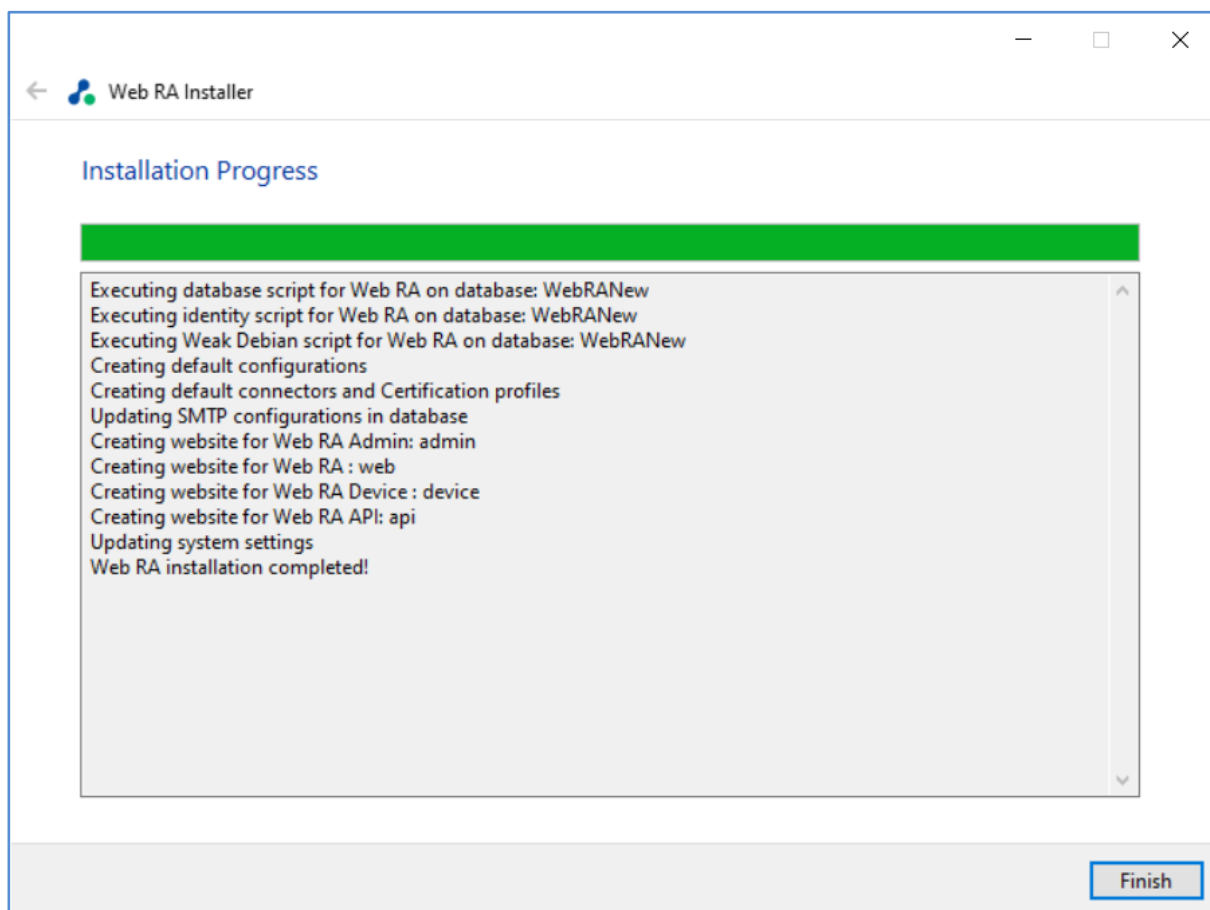 Web RA Installer
Installation Progress
Executing database script for Web RA on database: WebRANew
Executing identity script for Web RA on database: WebRANew
Executing Weak Debian script for Web RA on database: WebRANew
Creating default configurations
Creating default connectors and Certification profiles
Updating SMTP configurations in database
Creating website for Web RA Admin: admin
Creating website for Web RA : web
Creating website for Web RA Device : device
Creating website for Web RA API: api
Updating system settings
Web RA installation completed!
Finish